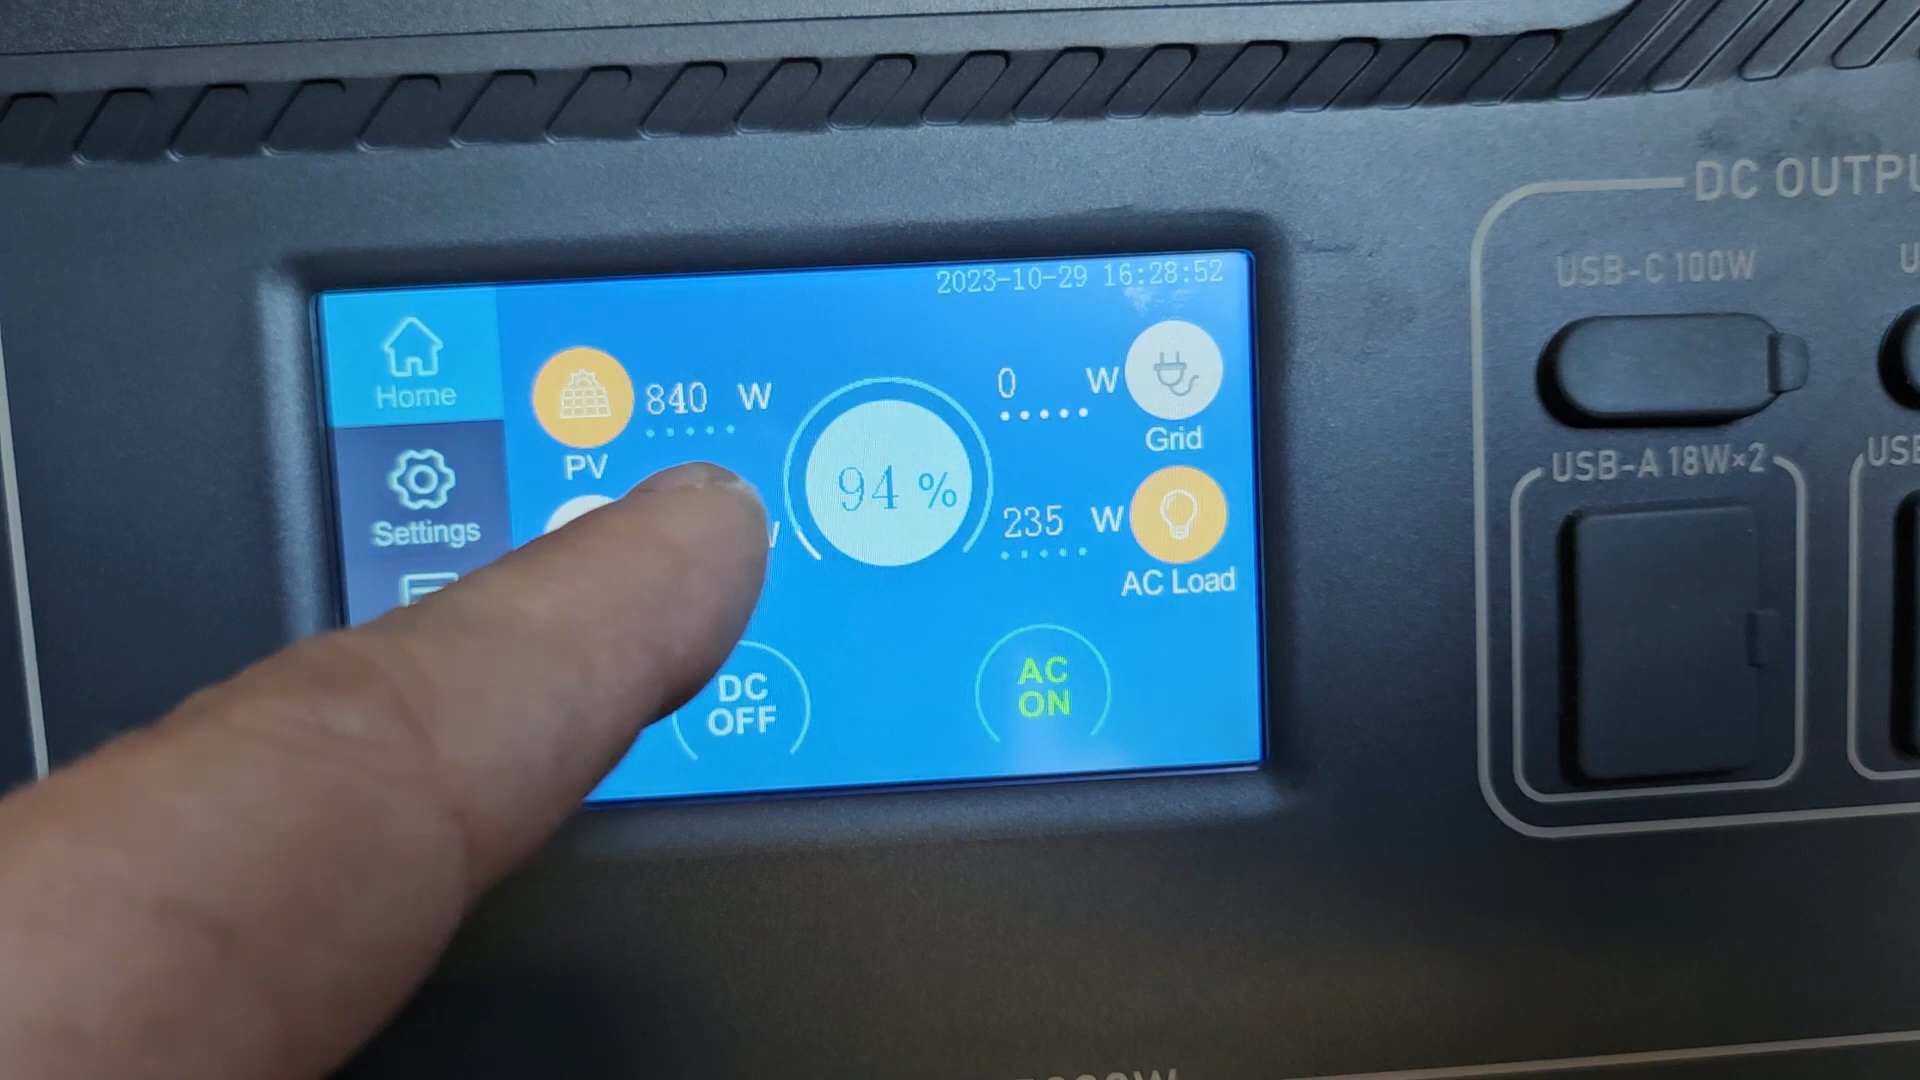 DC OUTPU
2023-10-29 16:28:52
USB-C 100W
Home
840 W
0 W
PV
Grid
94 %
USB-A 18W×2
USB
Settings
W
235 W
AC Load
DC
OFF
AC
ON